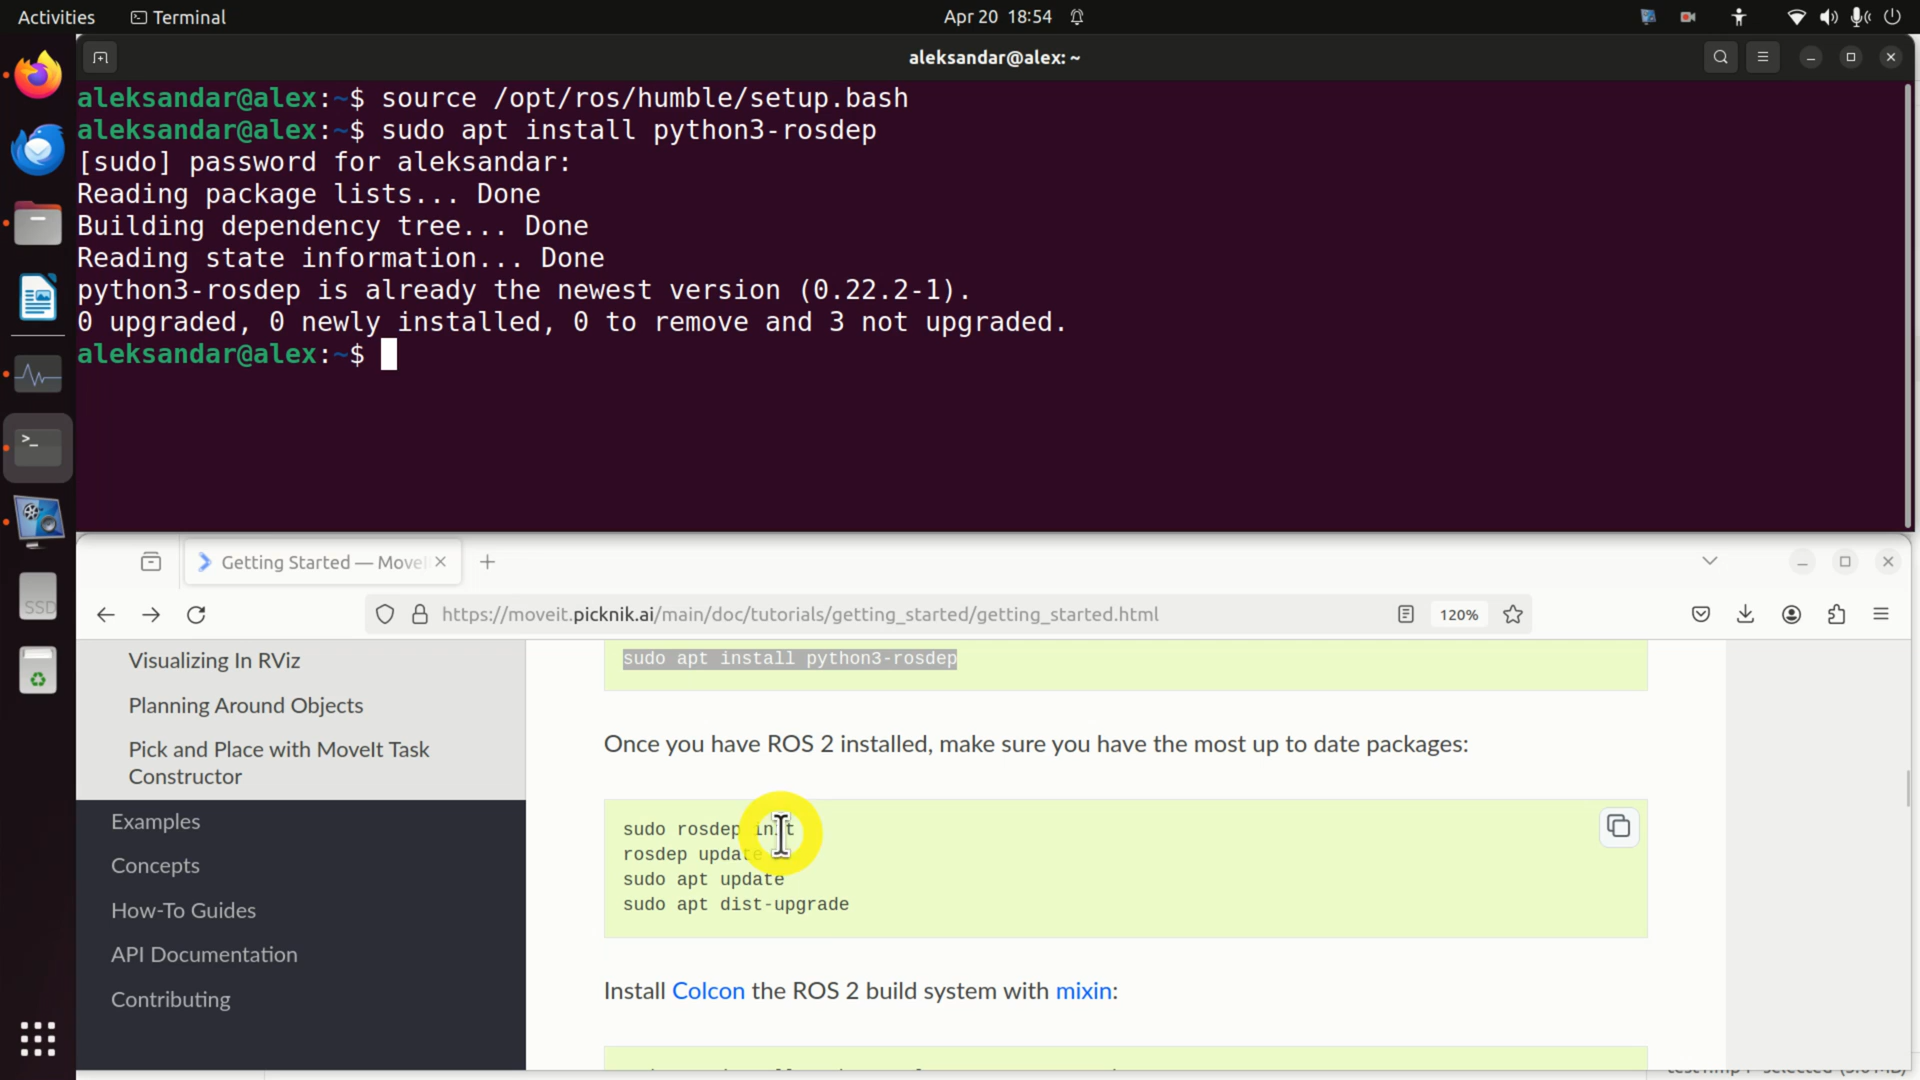 Activities Terminal Apr 20 18:54
aleksandar@alex: ~
aleksandar@alex:~$ source /opt/ros/humble/setup.bash
aleksandar@alex:~$ sudo apt install python3-rosdep
[sudo] password for aleksandar:
Reading package lists... Done
Building dependency tree... Done
Reading state information... Done
python3-rosdep is already the newest version (0.22.2-1).
0 upgraded, 0 newly installed, 0 to remove and 3 not upgraded.
aleksandar@alex:~$
SSD
Getting Started — MoveI
https://moveit.picknik.ai/main/doc/tutorials/getting_started/getting_started.html 120%
Visualizing In RViz
Planning Around Objects
Pick and Place with MoveIt Task
Constructor
Examples
Concepts
How-To Guides
API Documentation
Contributing
sudo apt install python3-rosdep
Once you have ROS 2 installed, make sure you have the most up to date packages:
sudo rosdep init
rosdep update
sudo apt update
sudo apt dist-upgrade
Install Colcon the ROS 2 build system with mixin: